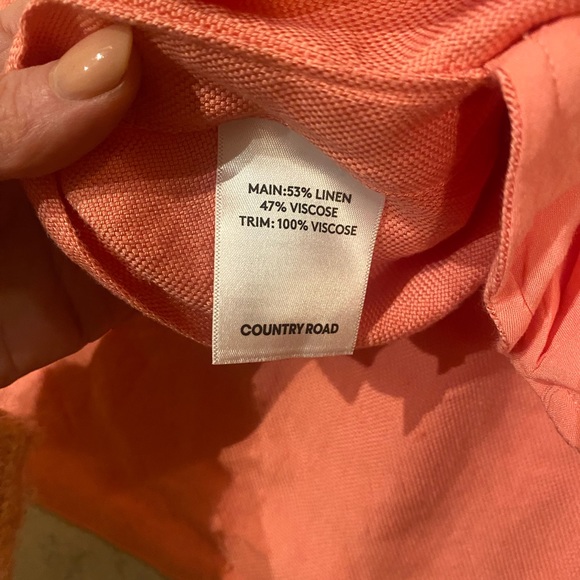 MAIN:53% LINEN
47% VISCOSE
TRIM: 100% VISCOSE
COUNTRY ROAD